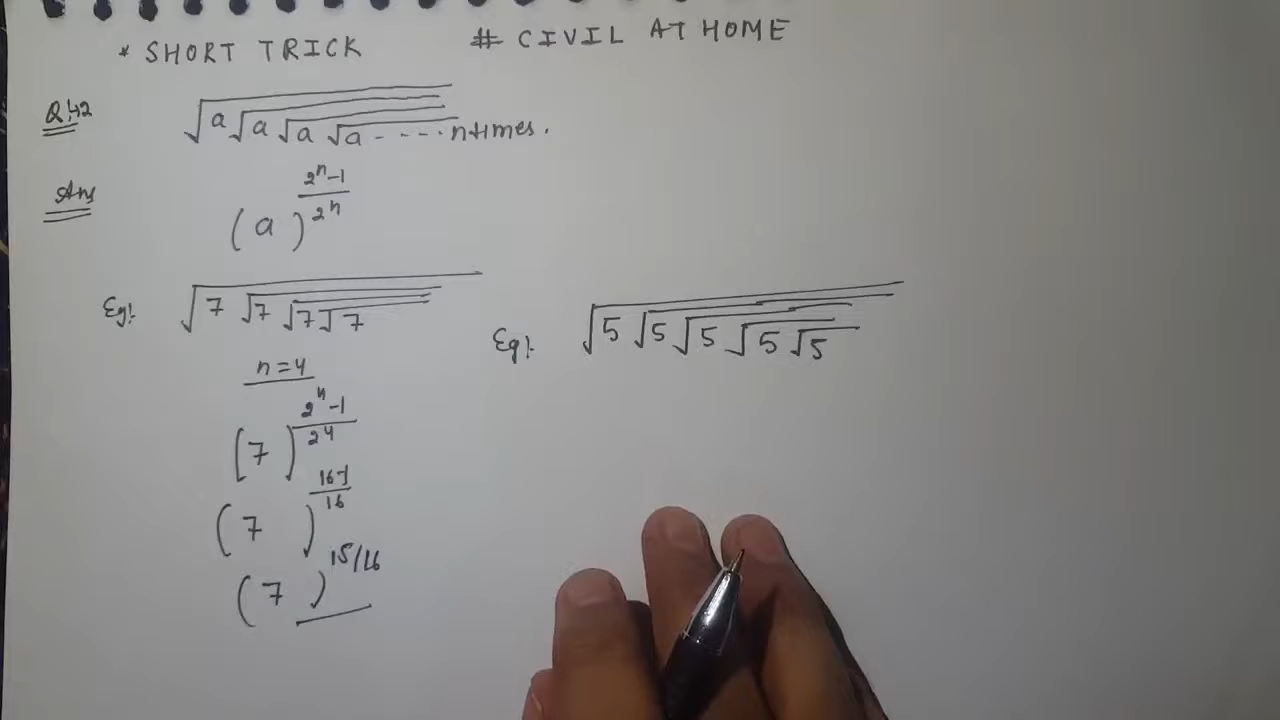 * SHORT TRICK # CIVIL AT HOME
Q.42 √a√a√a√a - - - - . . n times.
Ans (a)^(2^n-1)/2^n
Eg:- √7√7√7√7
n = 4
[7)^(2^4-1)/2^4
(7)^(16-1)/16
(7)^15/16
Eg:- √5√5√5√5√5